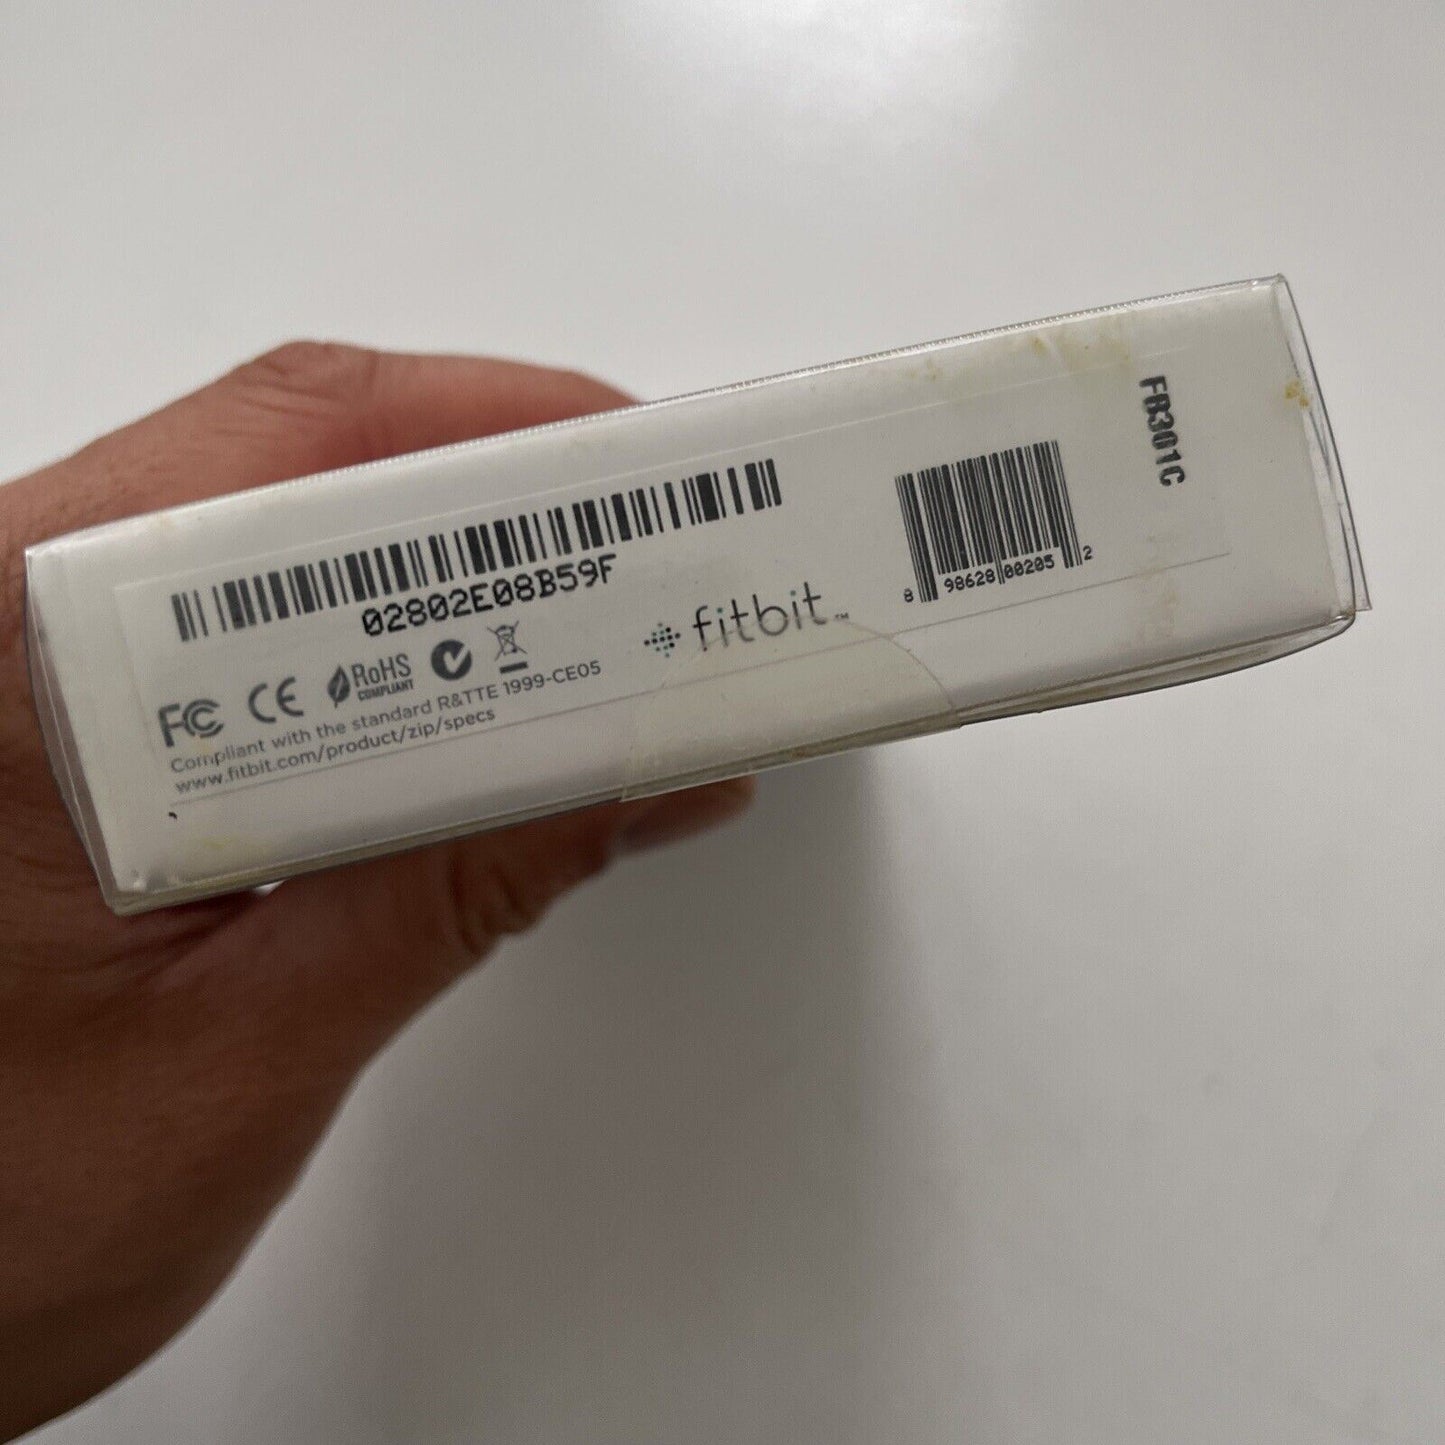 02802E08B59F
FC CE RoHS
COMPLIANT
Compliant with the standard R&TTE 1999-CE05
www.fitbit.com/product/zip/specs
fitbit™
8 98628 00205 2
FB301C